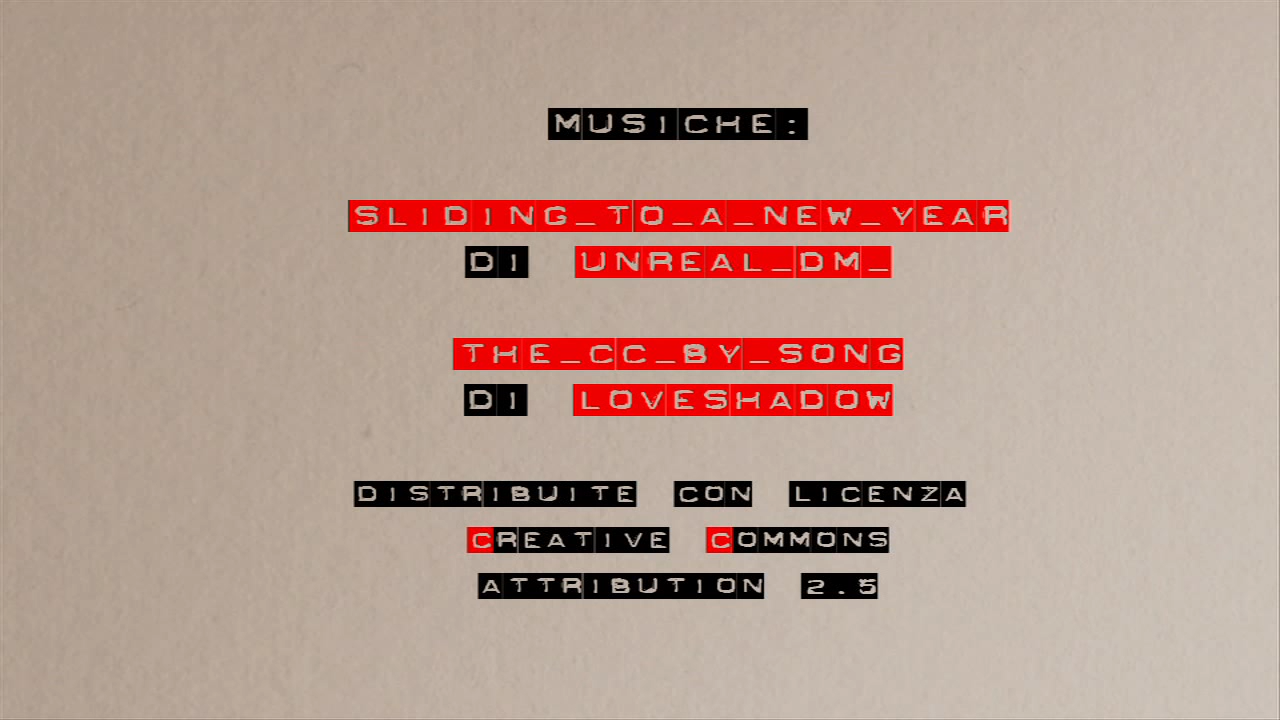 MUSICHE:
SLIDING_TO_A_NEW_YEAR
DI UNREAL_DM_
THE_CC_BY_SONG
DI LOVESHADOW
DISTRIBUITE CON LICENZA
CREATIVE COMMONS
ATTRIBUTION 2.5